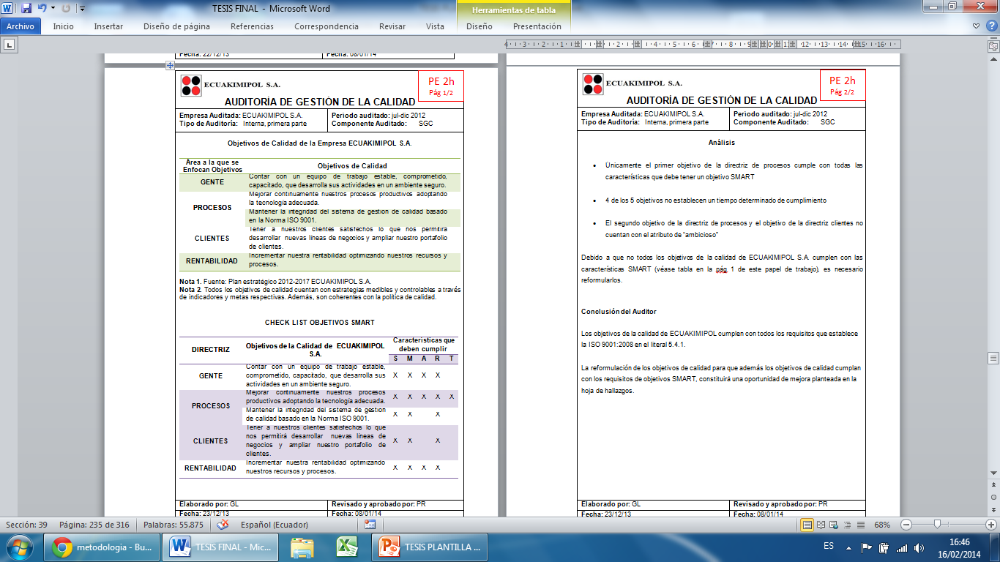 TESIS FINAL - Microsoft Word
Herramientas de tabla
Archivo Inicio Insertar Diseño de página Referencias Correspondencia Revisar Vista Diseño Presentación
Fecha: 22/12/13 Fecha: 08/01/14
ECUAKIMIPOL S.A.
PE 2h
Pág 1/2
AUDITORÍA DE GESTIÓN DE LA CALIDAD
Empresa Auditada: ECUAKIMIPOL S.A. Periodo auditado: jul-dic 2012
Tipo de Auditoría: Interna, primera parte Componente Auditado: SGC
Objetivos de Calidad de la Empresa ECUAKIMIPOL S.A.
Área a la que se
Enfocan Objetivos
Objetivos de Calidad
GENTE
Contar con un equipo de trabajo estable, comprometido,
capacitado, que desarrolla sus actividades en un ambiente seguro.
PROCESOS
Mejorar continuamente nuestros procesos productivos adoptando
la tecnología adecuada.
Mantener la integridad del sistema de gestión de calidad basado
en la Norma ISO 9001.
CLIENTES
Tener a nuestros clientes satisfechos lo que nos permitirá
desarrollar nuevas líneas de negocios y ampliar nuestro portafolio
de clientes.
RENTABILIDAD
Incrementar nuestra rentabilidad optimizando nuestros recursos y
procesos.
Nota 1. Fuente: Plan estratégico 2012-2017 ECUAKIMIPOL S.A.
Nota 2. Todos los objetivos de calidad cuentan con estrategias medibles y controlables a través
de indicadores y metas respectivas. Además, son coherentes con la política de calidad.
CHECK LIST OBJETIVOS SMART
DIRECTRIZ
Objetivos de la Calidad de ECUAKIMIPOL
S.A.
Características que
deben cumplir
S M A R T
GENTE
Contar con un equipo de trabajo estable,
comprometido, capacitado, que desarrolla sus
actividades en un ambiente seguro.
X X X X
PROCESOS
Mejorar continuamente nuestros procesos
productivos adoptando la tecnología adecuada.
X X X X X
Mantener la integridad del sistema de gestión
de calidad basado en la Norma ISO 9001.
X X X
CLIENTES
Tener a nuestros clientes satisfechos lo que
nos permitirá desarrollar nuevas líneas de
negocios y ampliar nuestro portafolio de
clientes.
X X X
RENTABILIDAD
Incrementar nuestra rentabilidad optimizando
nuestros recursos y procesos.
X X X X
Elaborado por: GL Revisado y aprobado por: PR
Fecha: 23/12/13 Fecha: 08/01/14
ECUAKIMIPOL S.A.
PE 2h
Pág 2/2
AUDITORÍA DE GESTIÓN DE LA CALIDAD
Empresa Auditada: ECUAKIMIPOL S.A. Periodo auditado: jul-dic 2012
Tipo de Auditoría: Interna, primera parte Componente Auditado: SGC
Análisis
• Únicamente el primer objetivo de la directriz de procesos cumple con todas las
características que debe tener un objetivo SMART
• 4 de los 5 objetivos no establecen un tiempo determinado de cumplimiento
• El segundo objetivo de la directriz de procesos y el objetivo de la directriz clientes no
cuentan con el atributo de “ambicioso”
Debido a que no todos los objetivos de la calidad de ECUAKIMIPOL S.A. cumplen con las
características SMART (véase tabla en la pág 1 de este papel de trabajo), es necesario
reformularlos.
Conclusión del Auditor
Los objetivos de la calidad de ECUAKIMIPOL cumplen con todos los requisitos que establece
la ISO 9001:2008 en el literal 5.4.1.
La reformulación de los objetivos de calidad para que además los objetivos de calidad cumplan
con los requisitos de objetivos SMART, constituirá una oportunidad de mejora planteada en la
hoja de hallazgos.
Elaborado por: GL Revisado y aprobado por: PR
Fecha: 23/12/13 Fecha: 08/01/14
Sección: 39 Página: 235 de 316 Palabras: 55.875 Español (Ecuador) 68%
metodologia - Bu... TESIS FINAL - Mic... TESIS PLANTILLA ... ES 16:46
16/02/2014